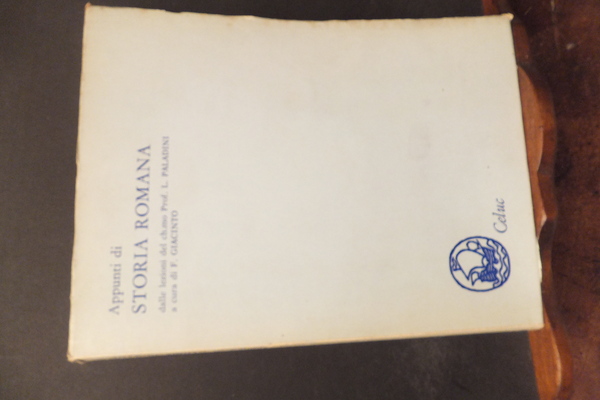 Appunti di
STORIA ROMANA
dalle lezioni del ch.mo Prof. L. PALADINI
a cura di F. GIACINTO
Celuc